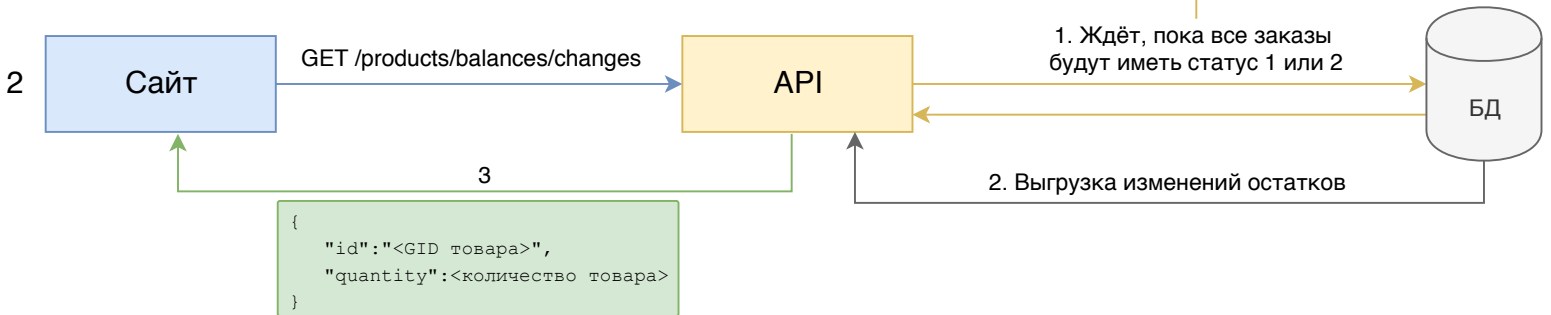 2
Сайт
GET /products/balances/changes
API
1. Ждёт, пока все заказы
будут иметь статус 1 или 2
БД
3
2. Выгрузка изменений остатков
{
"id":"<GID товара>",
"quantity":<количество товара>
}